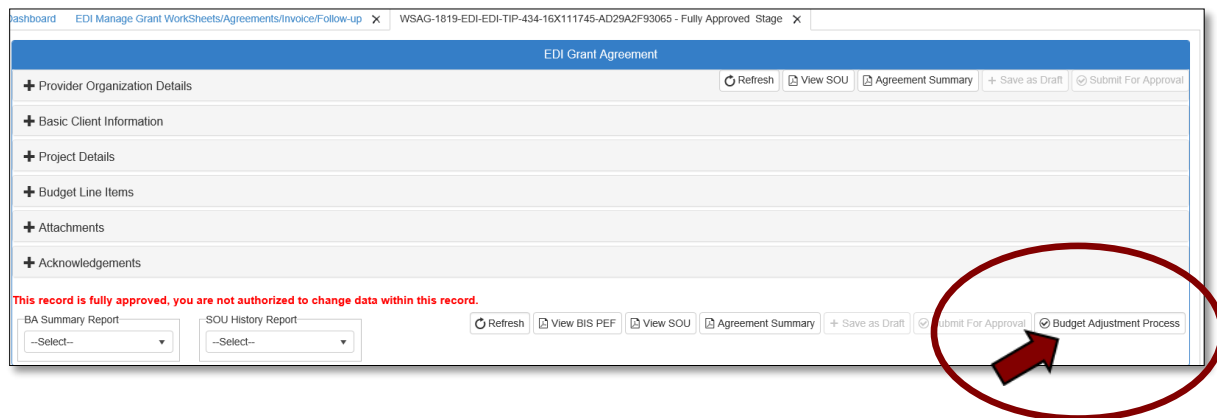 Dashboard EDI Manage Grant WorkSheets/Agreements/Invoice/Follow-up X WSAG-1819-EDI-EDI-TIP-434-16X111745-AD29A2F93065 - Fully Approved Stage X
EDI Grant Agreement
Provider Organization Details Refresh View SOU Agreement Summary + Save as Draft Submit For Approval
Basic Client Information
Project Details
Budget Line Items
Attachments
Acknowledgements
This record is fully approved, you are not authorized to change data within this record.
BA Summary Report SOU History Report
--Select-- --Select-- Refresh View BIS PEF View SOU Agreement Summary + Save as Draft Submit For Approval Budget Adjustment Process